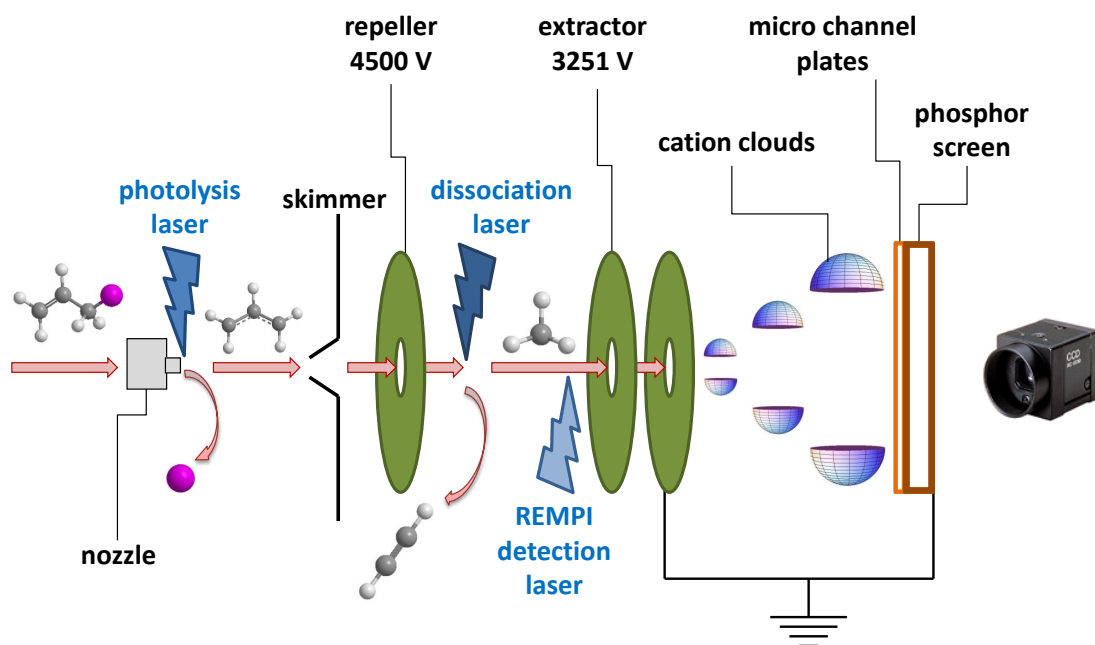 repeller
4500 V
extractor
3251 V
micro channel
plates
phosphor
screen
cation clouds
photolysis
laser
skimmer
dissociation
laser
nozzle
REMPI
detection
laser